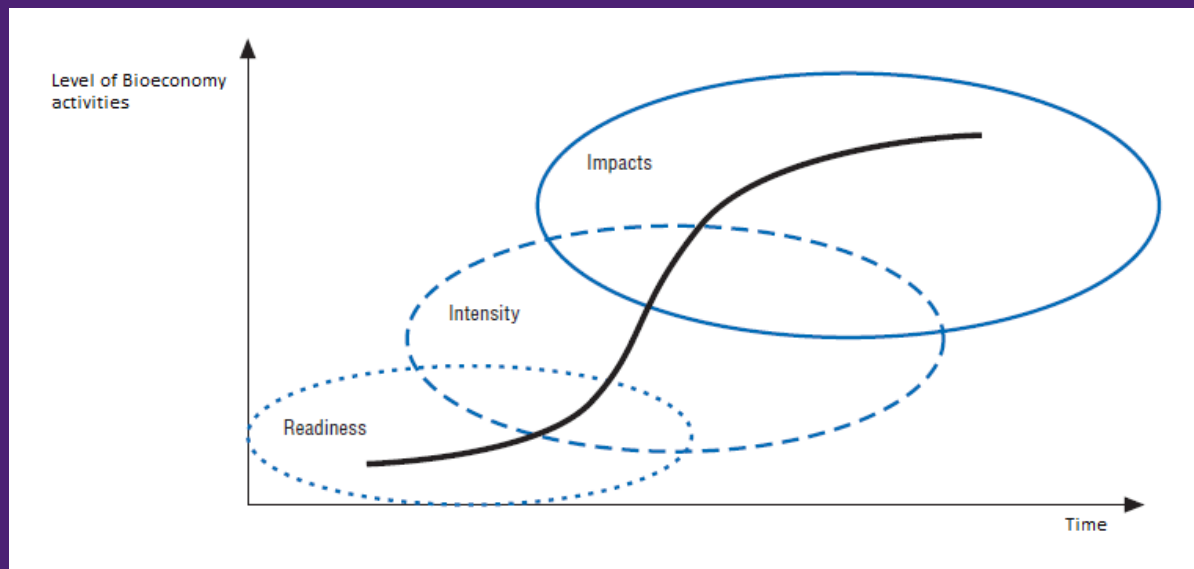 Level of Bioeconomy
activities
Impacts
Intensity
Readiness
Time